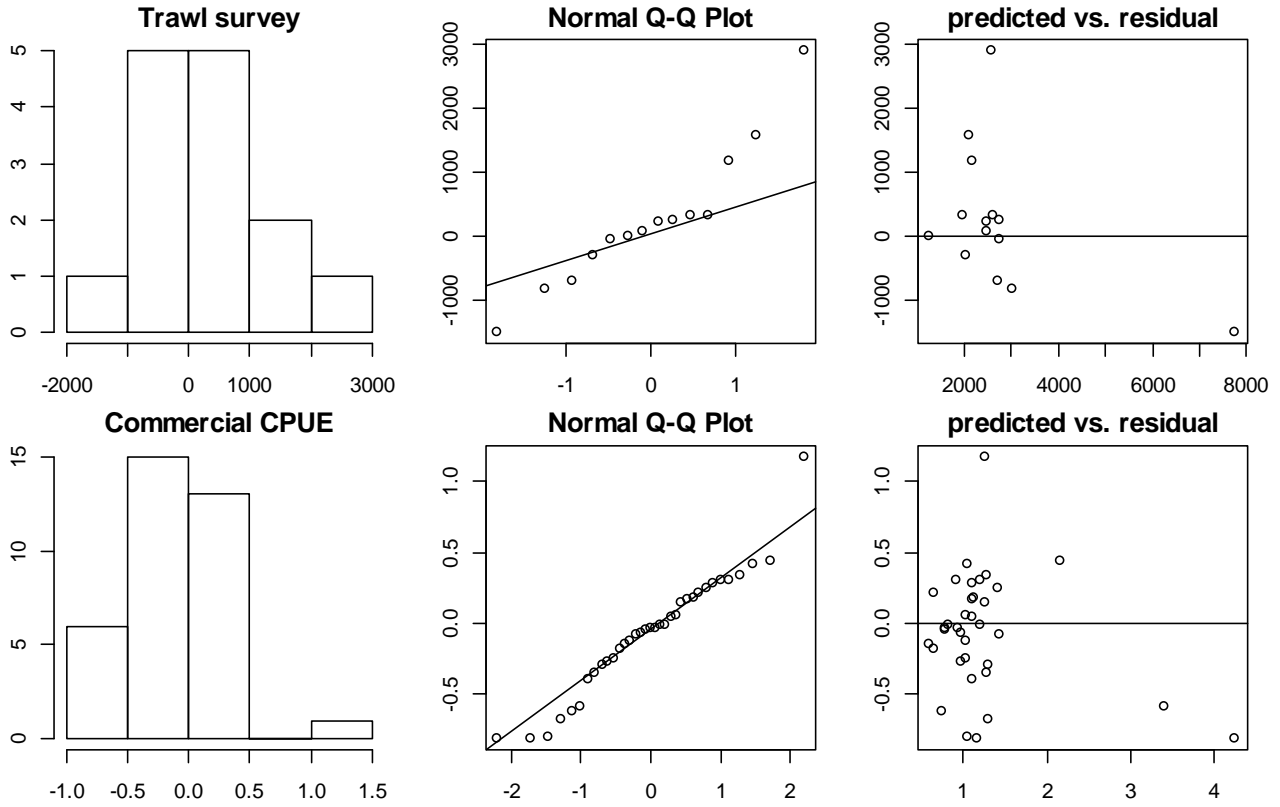 Trawl survey
0 1 2 3 4 5
-2000 0 1000 3000
Normal Q-Q Plot
-1000 0 1000 2000 3000
-1 0 1
predicted vs. residual
-1000 0 1000 2000 3000
2000 4000 6000 8000
Commercial CPUE
0 5 10 15
-1.0 -0.5 0.0 0.5 1.0 1.5
Normal Q-Q Plot
-0.5 0.0 0.5 1.0
-2 -1 0 1 2
predicted vs. residual
-0.5 0.0 0.5 1.0
1 2 3 4